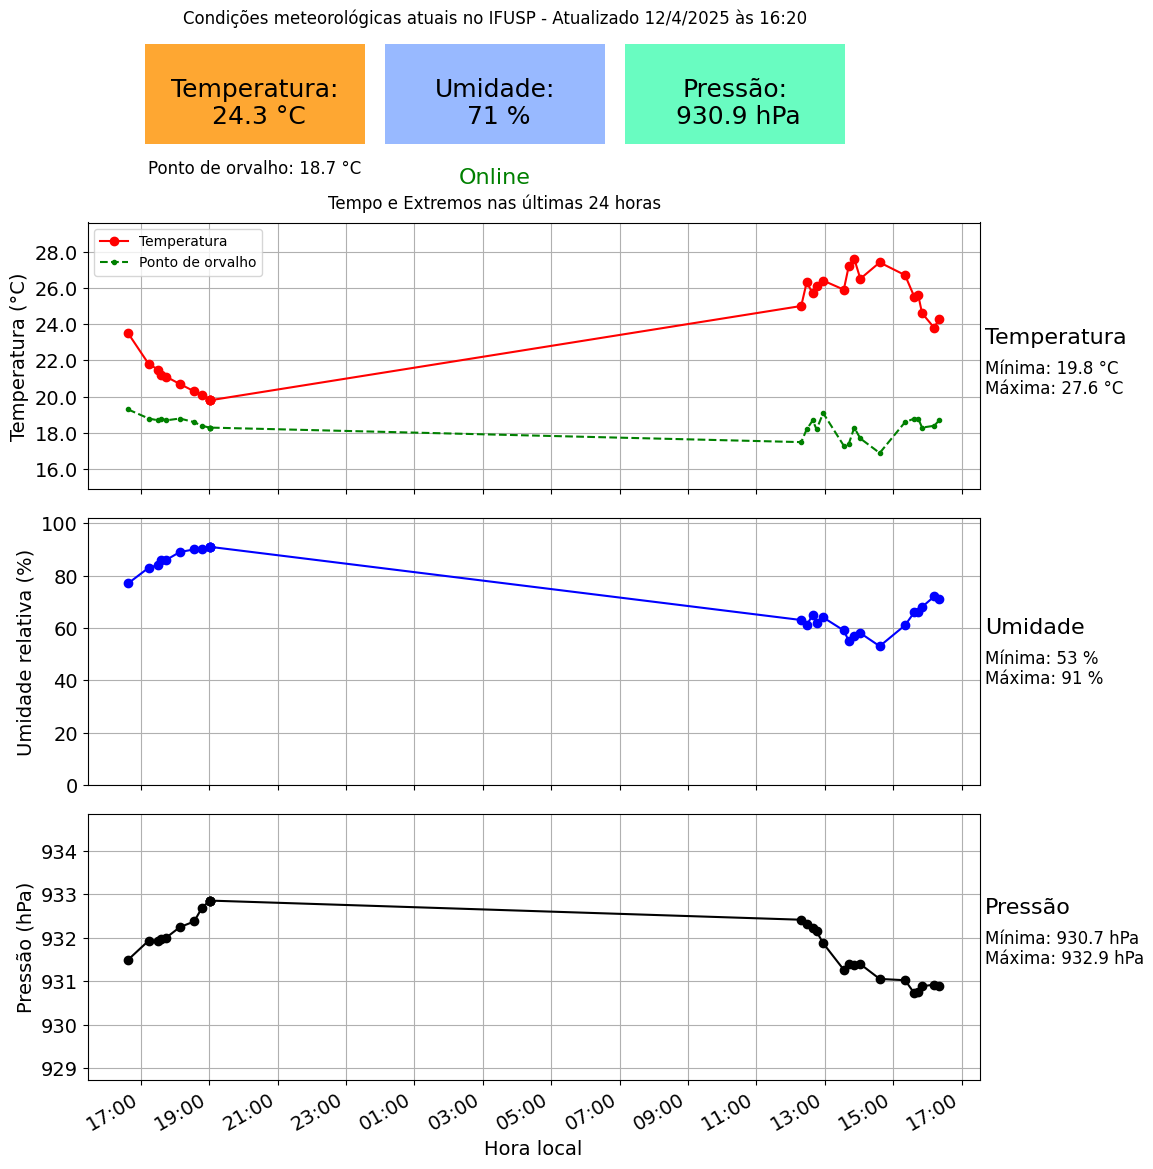 Condições meteorológicas atuais no IFUSP - Atualizado 12/4/2025 às 16:20
Temperatura:
24.3 °C
Umidade:
71 %
Pressão:
930.9 hPa
Ponto de orvalho: 18.7 °C
Online
Tempo e Extremos nas últimas 24 horas
Temperatura (°C)
28.0
26.0
24.0
22.0
20.0
18.0
16.0
Temperatura
Ponto de orvalho
Temperatura
Mínima: 19.8 °C
Máxima: 27.6 °C
Umidade relativa (%)
100
80
60
40
20
0
Umidade
Mínima: 53 %
Máxima: 91 %
Pressão (hPa)
934
933
932
931
930
929
Pressão
Mínima: 930.7 hPa
Máxima: 932.9 hPa
17:00 19:00 21:00 23:00 01:00 03:00 05:00 07:00 09:00 11:00 13:00 15:00 17:00
Hora local